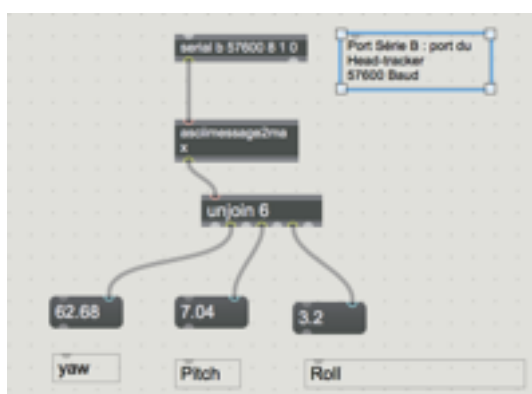 serial b 57600 8 1 0
Port Série B : port du
Head-tracker
57600 Baud
asciimessage2ma
x
unjoin 6
62.68
7.04
3.2
yaw
Pitch
Roll